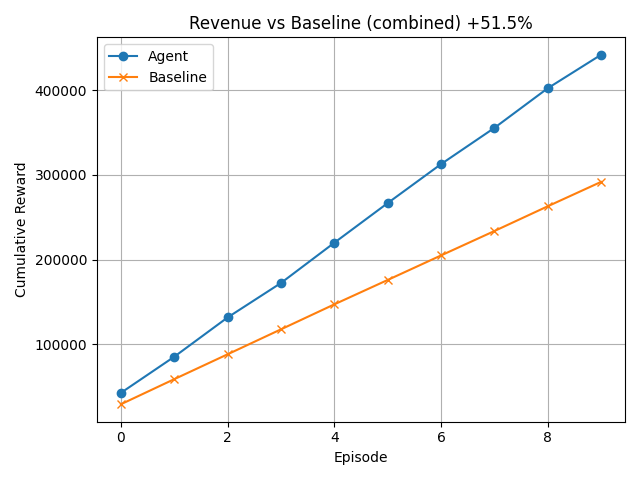 Revenue vs Baseline (combined) +51.5%
Agent
Baseline
Cumulative Reward
400000
300000
200000
100000
0 2 4 6 8
Episode